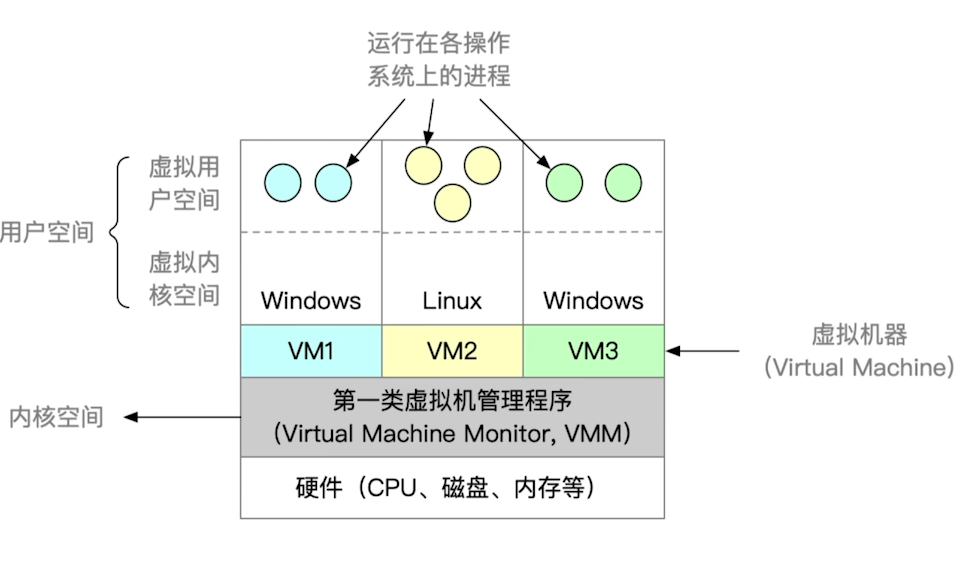 运行在各操作
系统上的进程
虚拟用
户空间
用户空间
虚拟内
核空间
Windows
Linux
Windows
VM1
VM2
VM3
虚拟机器
（Virtual Machine）
第一类虚拟机管理程序
（Virtual Machine Monitor, VMM）
内核空间
硬件（CPU、磁盘、内存等）